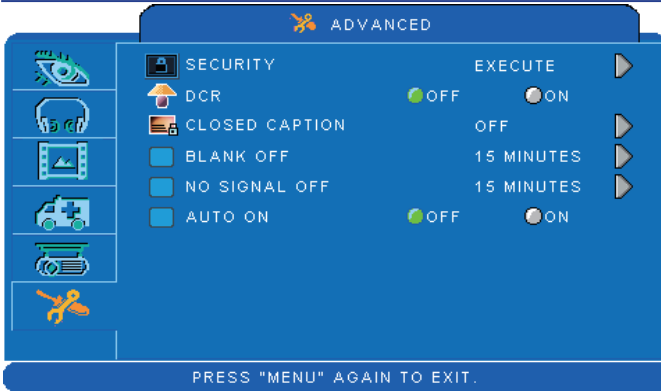 ADVANCED
SECURITY EXECUTE
DCR OFF ON
CLOSED CAPTION OFF
BLANK OFF 15 MINUTES
NO SIGNAL OFF 15 MINUTES
AUTO ON OFF ON
PRESS "MENU" AGAIN TO EXIT.